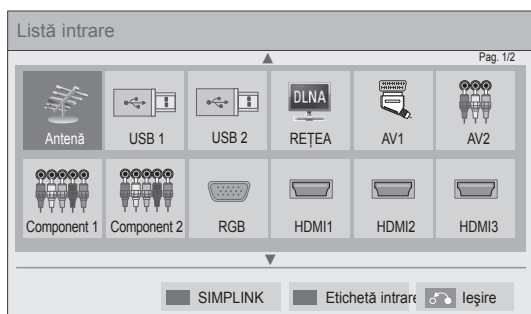 Listă intrare
Pag. 1/2
DLNA
Antenă USB 1 USB 2 REȚEA AV1 AV2
Component 1 Component 2 RGB HDMI1 HDMI2 HDMI3
SIMPLINK Etichetă intrare Ieşire